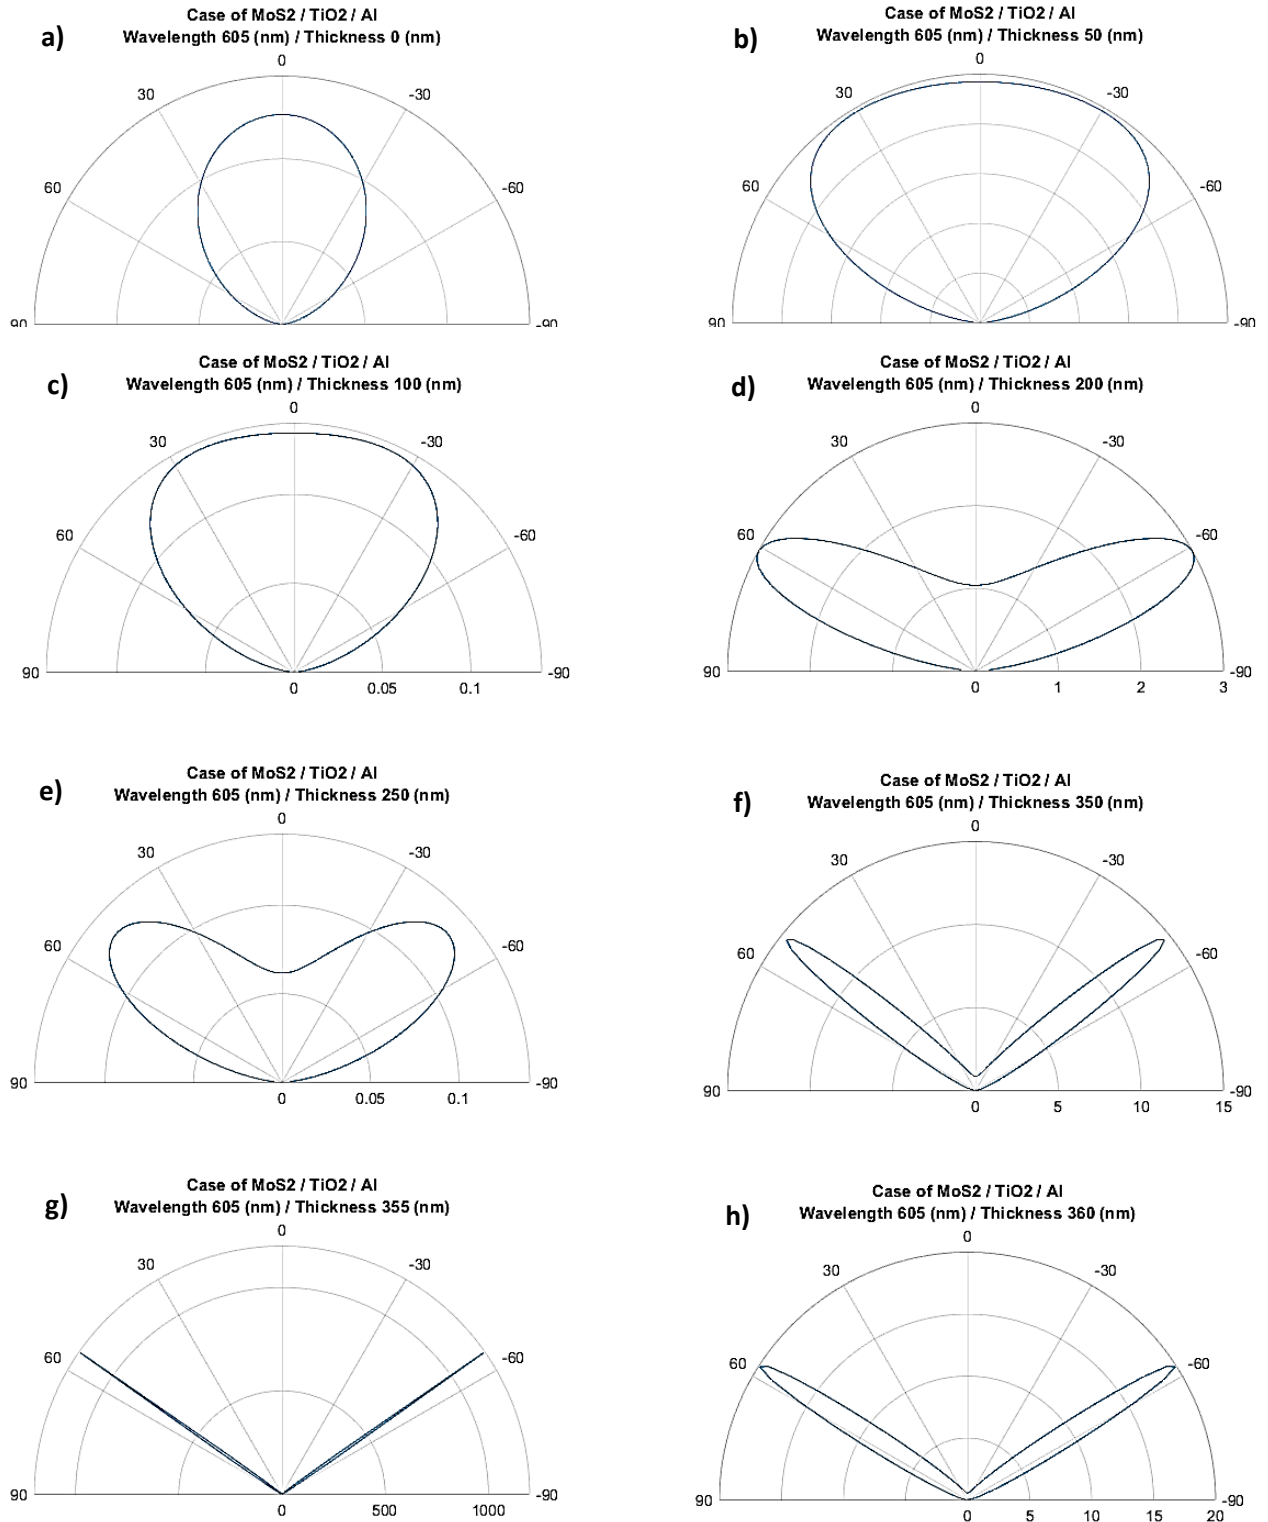 a)
Case of MoS2 / TiO2 / Al
Wavelength 605 (nm) / Thickness 0 (nm)
0
30
-30
60
-60
90
-90
b)
Case of MoS2 / TiO2 / Al
Wavelength 605 (nm) / Thickness 50 (nm)
0
30
-30
60
-60
90
-90
c)
Case of MoS2 / TiO2 / Al
Wavelength 605 (nm) / Thickness 100 (nm)
0
30
-30
60
-60
90
-90
0 0.05 0.1
d)
Case of MoS2 / TiO2 / Al
Wavelength 605 (nm) / Thickness 200 (nm)
0
30
-30
60
-60
90
-90
0 1 2 3
e)
Case of MoS2 / TiO2 / Al
Wavelength 605 (nm) / Thickness 250 (nm)
0
30
-30
60
-60
90
-90
0 0.05 0.1
f)
Case of MoS2 / TiO2 / Al
Wavelength 605 (nm) / Thickness 350 (nm)
0
30
-30
60
-60
90
-90
0 5 10 15
g)
Case of MoS2 / TiO2 / Al
Wavelength 605 (nm) / Thickness 355 (nm)
0
30
-30
60
-60
90
-90
0 500 1000
h)
Case of MoS2 / TiO2 / Al
Wavelength 605 (nm) / Thickness 360 (nm)
0
30
-30
60
-60
90
-90
0 5 10 15 20